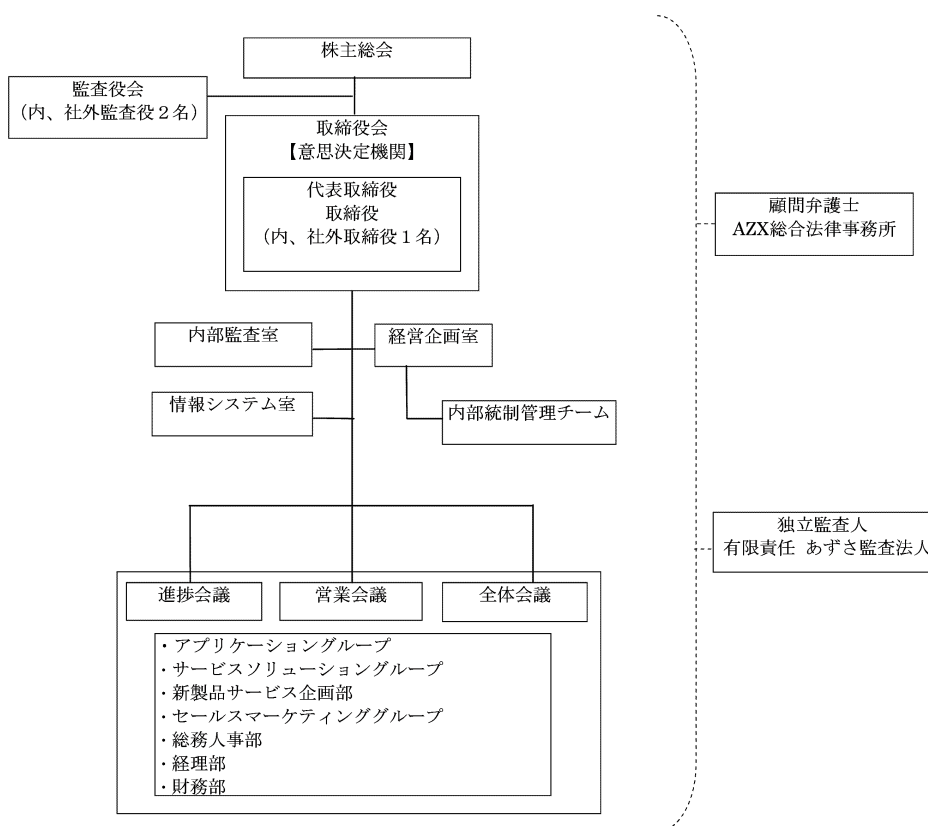 株主総会
監査役会
（内、社外監査役２名）
取締役会
【意思決定機関】
代表取締役
取締役
（内、社外取締役１名）
顧問弁護士
AZX総合法律事務所
内部監査室
経営企画室
情報システム室
内部統制管理チーム
独立監査人
有限責任 あずさ監査法人
進捗会議
営業会議
全体会議
・アプリケーショングループ
・サービスソリューショングループ
・新製品サービス企画部
・セールスマーケティンググループ
・総務人事部
・経理部
・財務部